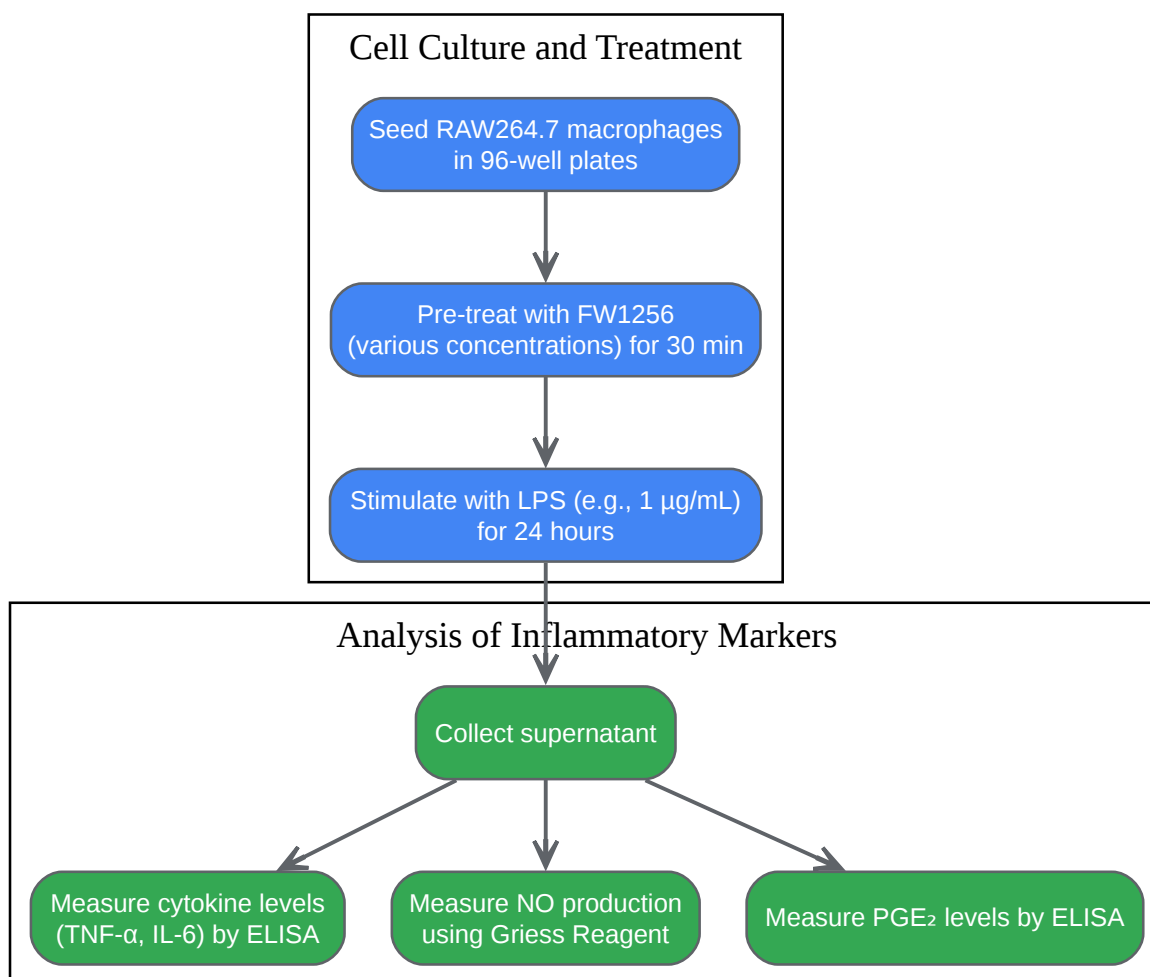 Cell Culture and Treatment
Seed RAW264.7 macrophages
in 96-well plates
Pre-treat with FW1256
(various concentrations) for 30 min
Stimulate with LPS (e.g., 1 µg/mL)
for 24 hours
Analysis of Inflammatory Markers
Collect supernatant
Measure cytokine levels
(TNF-α, IL-6) by ELISA
Measure NO production
using Griess Reagent
Measure PGE₂ levels by ELISA